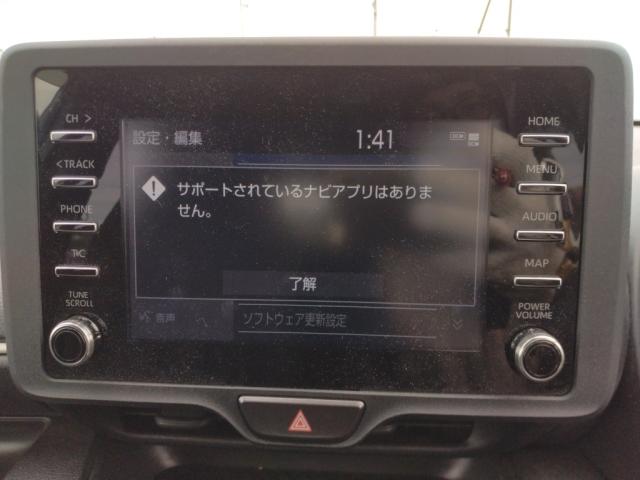 設定・編集
1:41
DCM
サポートされているナビアプリはありま
せん。
了解
音声
ソフトウェア更新設定
CH >
< TRACK
PHONE
T C
TUNE
SCROLL
HOME
MENU
AUDIO
MAP
POWER
VOLUME